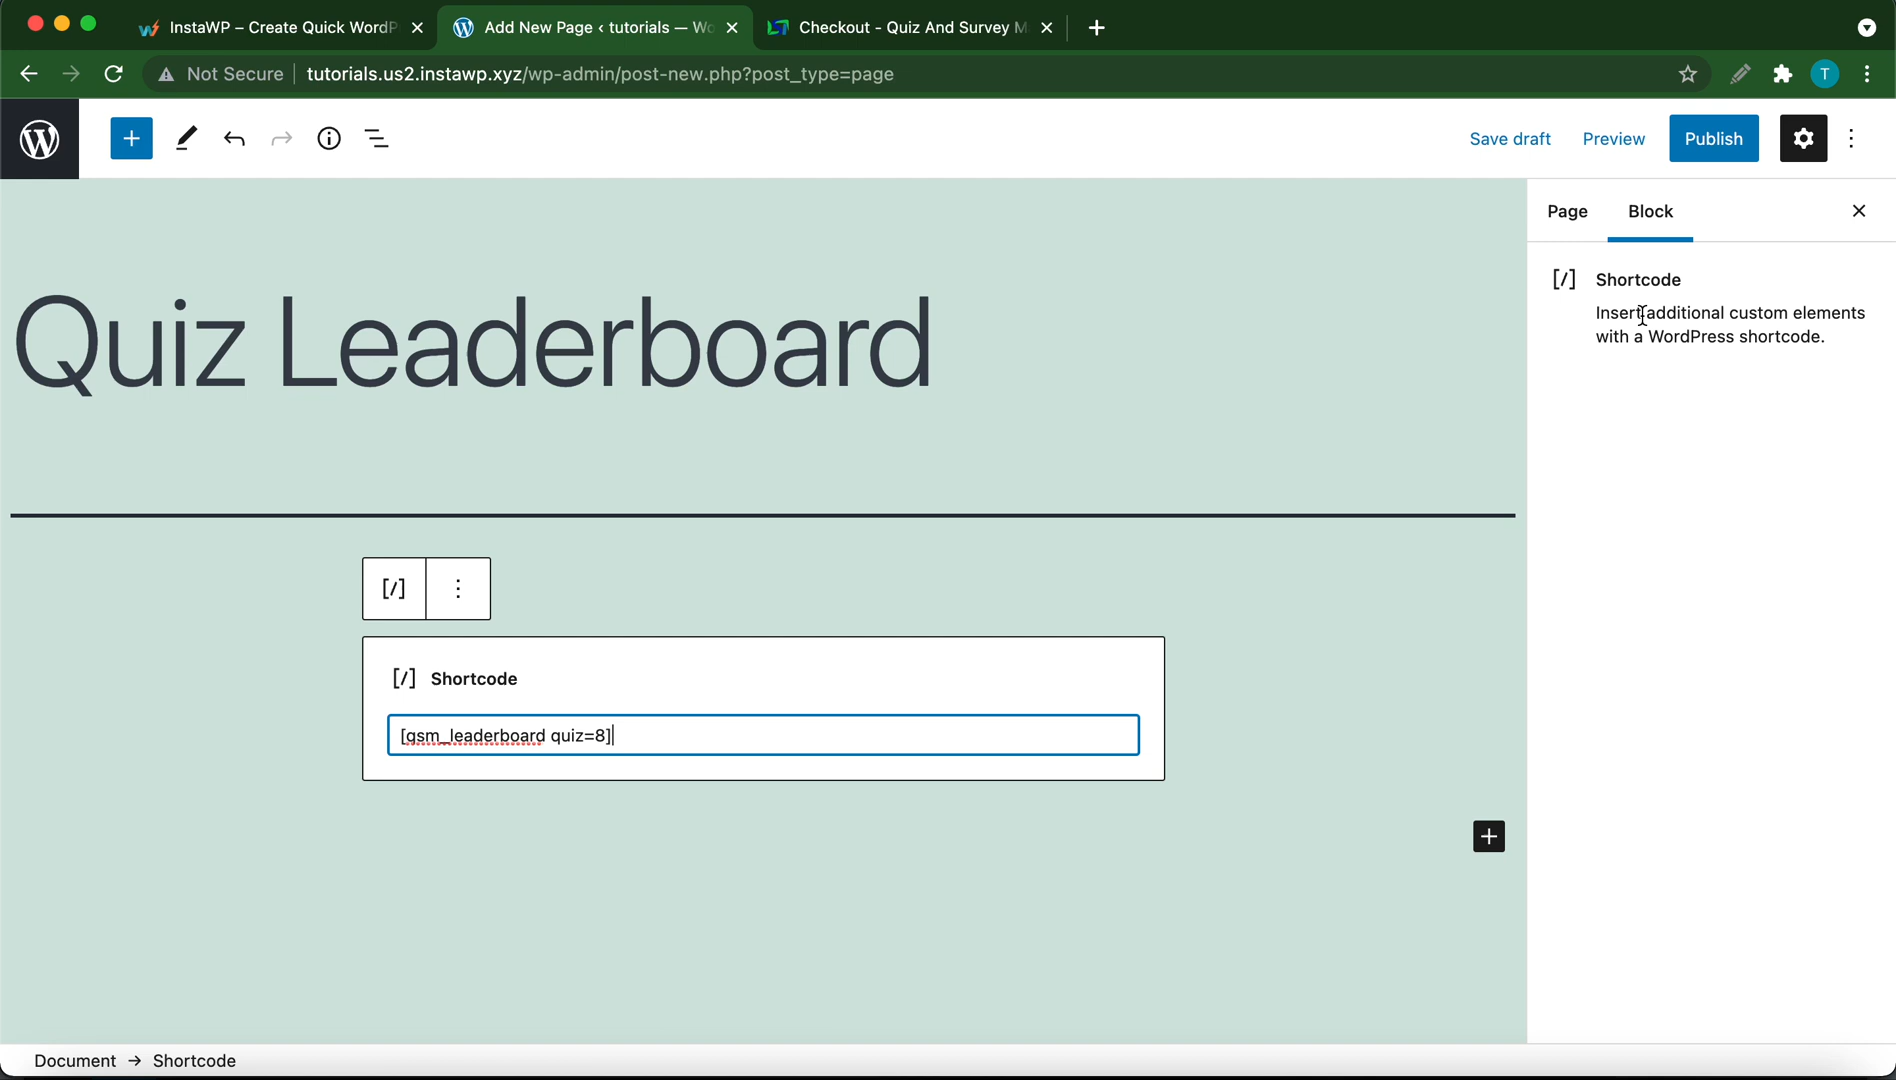 InstaWP – Create Quick WordP
Add New Page ‹ tutorials — Wo
Checkout - Quiz And Survey M
Not Secure tutorials.us2.instawp.xyz/wp-admin/post-new.php?post_type=page
T
Save draft Preview Publish
Page Block
[/] Shortcode
Insert additional custom elements
with a WordPress shortcode.
Quiz Leaderboard
[/]
[/] Shortcode
[qsm_leaderboard quiz=8]
Document → Shortcode